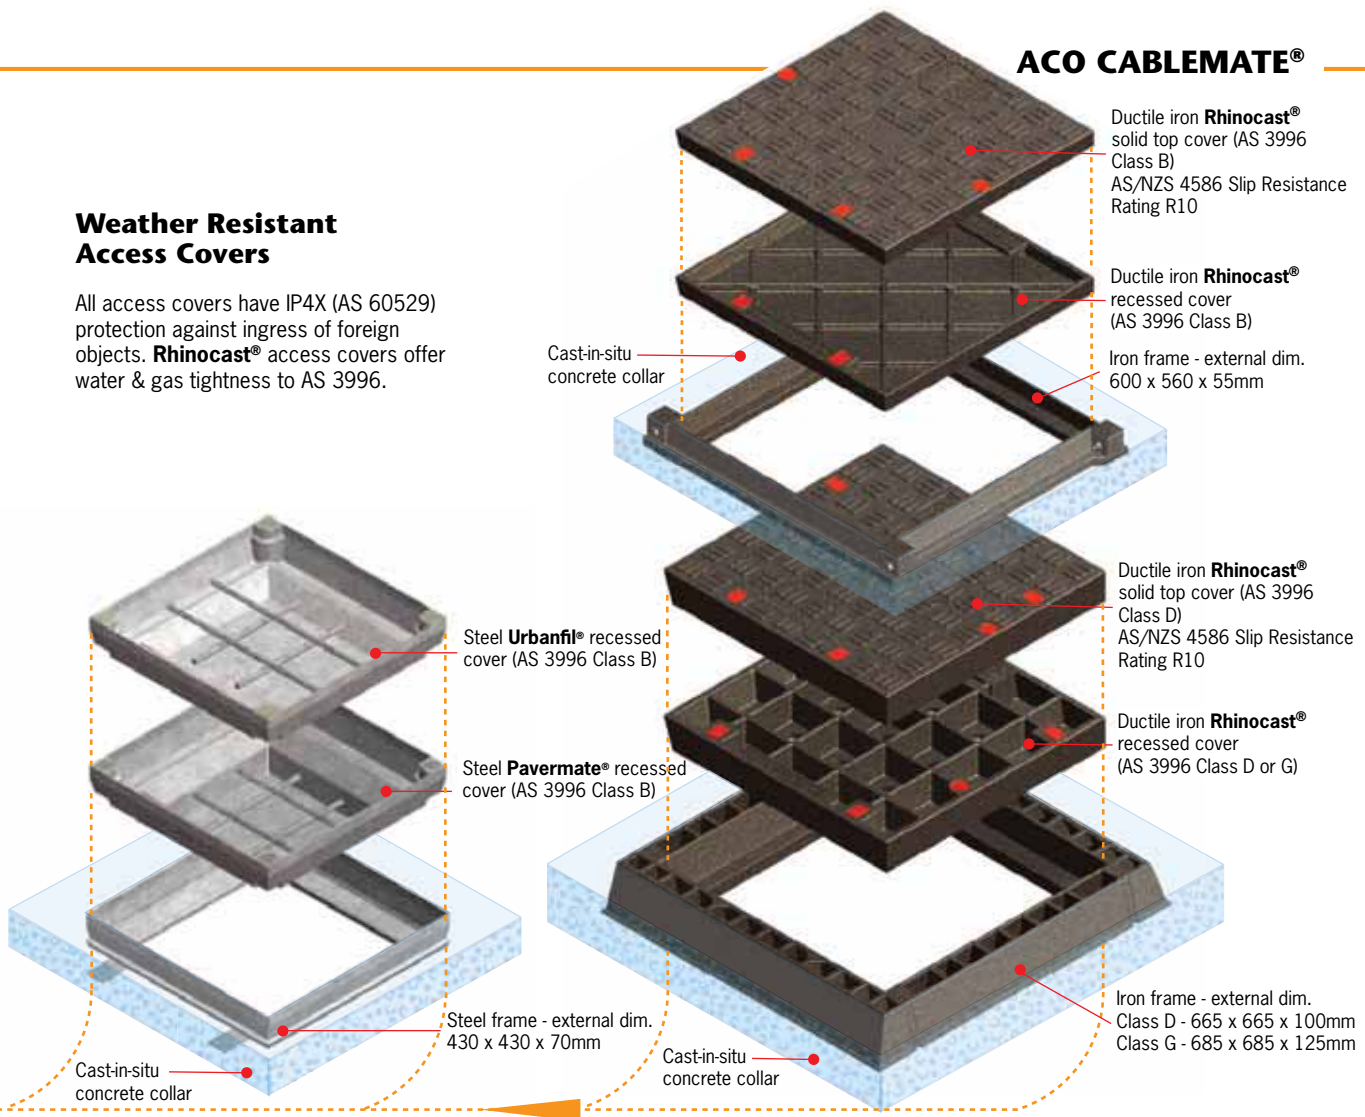 ACO CABLEMATE®
Weather Resistant
Access Covers
All access covers have IP4X (AS 60529)
protection against ingress of foreign
objects. Rhinocast® access covers offer
water & gas tightness to AS 3996.
Ductile iron Rhinocast®
solid top cover (AS 3996
Class B)
AS/NZS 4586 Slip Resistance
Rating R10
Ductile iron Rhinocast®
recessed cover
(AS 3996 Class B)
Cast-in-situ
concrete collar
Iron frame - external dim.
600 x 560 x 55mm
Ductile iron Rhinocast®
solid top cover (AS 3996
Class D)
AS/NZS 4586 Slip Resistance
Rating R10
Steel Urbanfil® recessed
cover (AS 3996 Class B)
Ductile iron Rhinocast®
recessed cover
(AS 3996 Class D or G)
Steel Pavermate® recessed
cover (AS 3996 Class B)
Steel frame - external dim.
430 x 430 x 70mm
Iron frame - external dim.
Class D - 665 x 665 x 100mm
Class G - 685 x 685 x 125mm
Cast-in-situ
concrete collar
Cast-in-situ
concrete collar